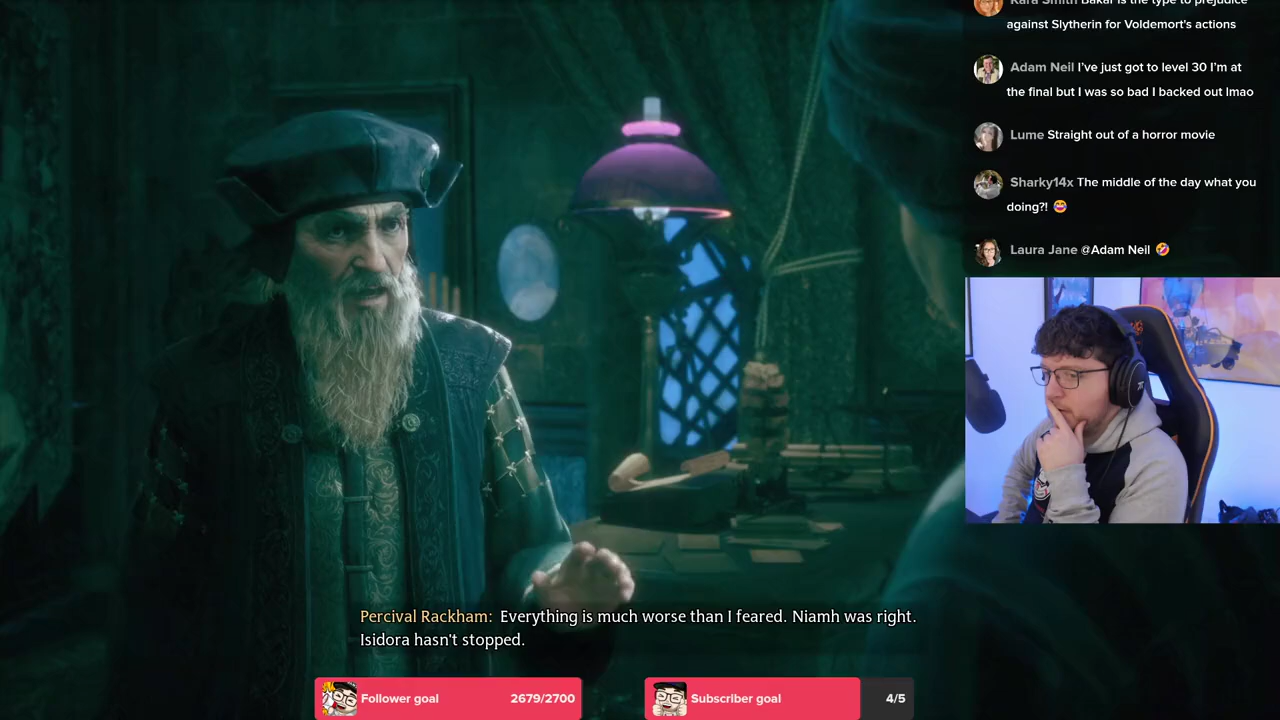 Kara Smith Bakar is the type to prejudice
against Slytherin for Voldemort's actions
Adam Neil I've just got to level 30 I'm at
the final but I was so bad I backed out lmao
Lume Straight out of a horror movie
Sharky14x The middle of the day what you
doing?! 😂
Laura Jane @Adam Neil 🤣
Percival Rackham: Everything is much worse than I feared. Niamh was right.
Isidora hasn't stopped.
Follower goal 2679/2700
Subscriber goal 4/5